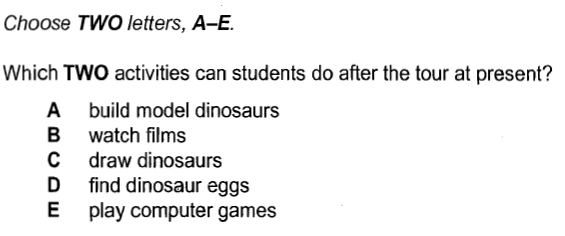 Choose TWO letters, A–E.
Which TWO activities can students do after the tour at present?
A build model dinosaurs
B watch films
C draw dinosaurs
D find dinosaur eggs
E play computer games